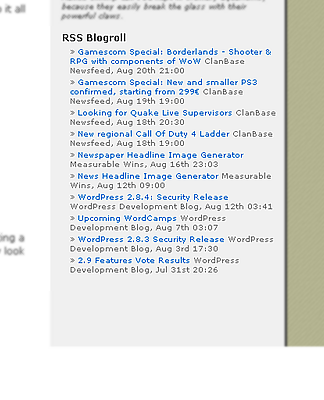 it all
because they easily break the glass with their
powerful claws.
RSS Blogroll
» Gamescom Special: Borderlands - Shooter &
RPG with components of WoW ClanBase
Newsfeed, Aug 20th 21:00
» Gamescom Special: New and smaller PS3
confirmed, starting from 299€ ClanBase
Newsfeed, Aug 19th 19:00
» Looking for Quake Live Supervisors ClanBase
Newsfeed, Aug 18th 20:30
» New regional Call Of Duty 4 Ladder ClanBase
Newsfeed, Aug 18th 19:00
» Newspaper Headline Image Generator
Measurable Wins, Aug 16th 23:03
» News Headline Image Generator Measurable
Wins, Aug 12th 09:00
» WordPress 2.8.4: Security Release
WordPress Development Blog, Aug 12th 03:41
» Upcoming WordCamps WordPress
Development Blog, Aug 7th 03:07
» WordPress 2.8.3 Security Release WordPress
Development Blog, Aug 3rd 17:30
» 2.9 Features Vote Results WordPress
Development Blog, Jul 31st 20:26
ing a
look